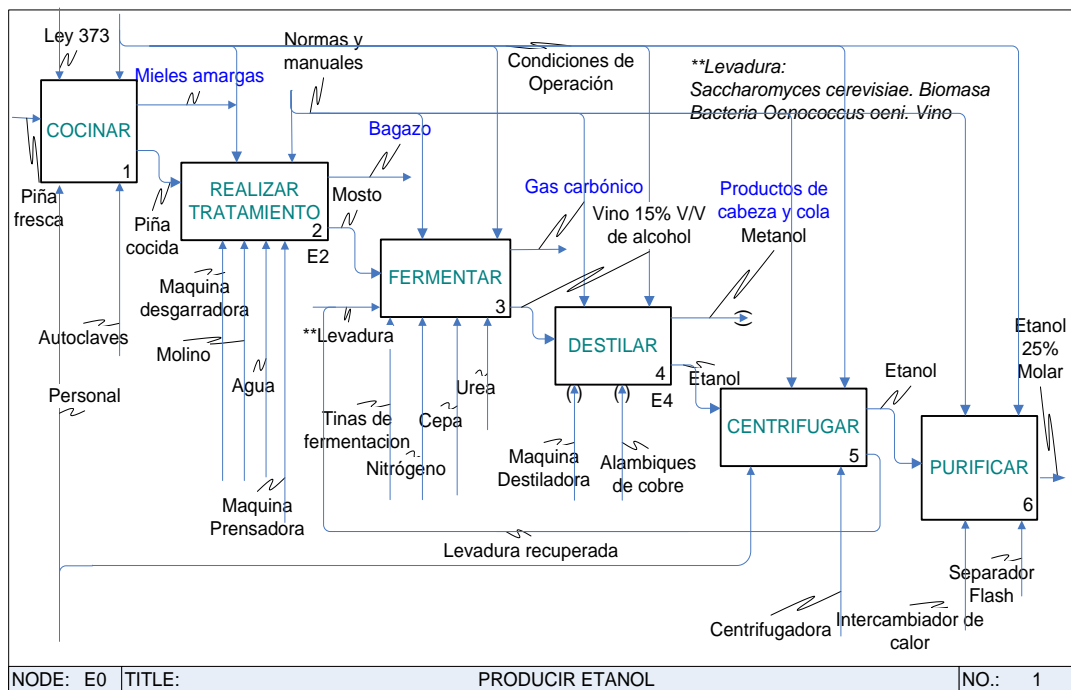 Ley 373
Normas y
manuales
Condiciones de
Operación
**Levadura:
Saccharomyces cerevisiae. Biomasa
Bacteria Oenococcus oeni. Vino
Mieles amargas
COCINAR
1
Piña
fresca
Bagazo
REALIZAR
TRATAMIENTO
2
E2
Mosto
Piña
cocida
Gas carbónico
Vino 15% V/V
de alcohol
Productos de
cabeza y cola
Metanol
FERMENTAR
3
Maquina
desgarradora
Autoclaves
Molino
Agua
Personal
**Levadura
DESTILAR
4
E4
Etanol
Etanol
Etanol
25%
Molar
Urea
Cepa
Tinas de
fermentacion
Nitrógeno
CENTRIFUGAR
5
PURIFICAR
6
Maquina
Destiladora
Alambiques
de cobre
Maquina
Prensadora
Levadura recuperada
Separador
Flash
Centrifugadora
Intercambiador de
calor
NODE: E0 TITLE: PRODUCIR ETANOL NO.: 1